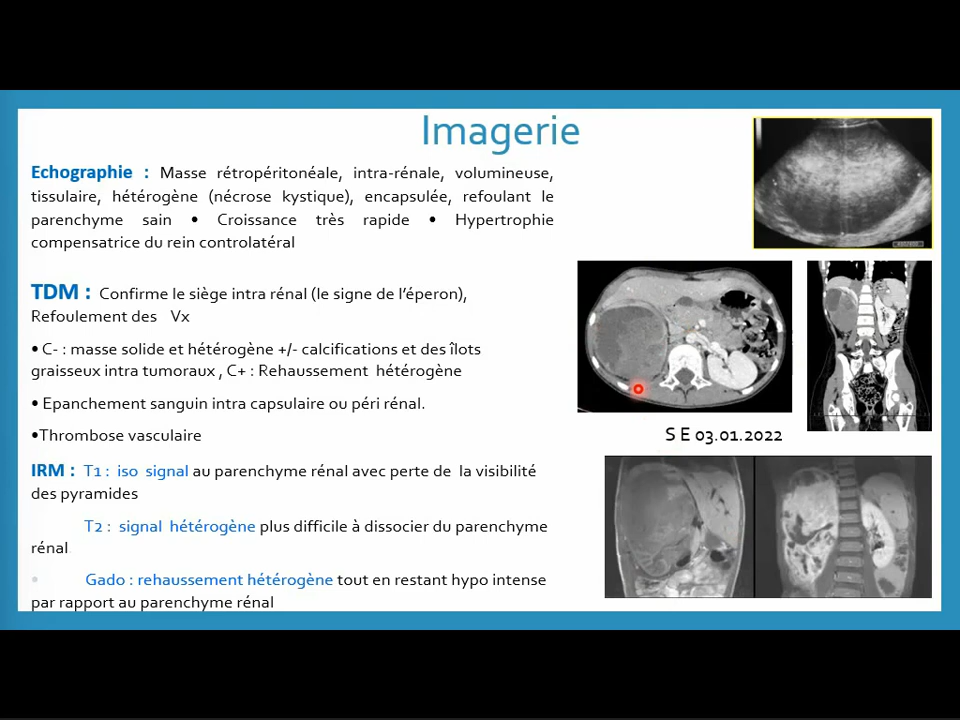 Imagerie
Echographie : Masse rétropéritonéale, intra-rénale, volumineuse,
tissulaire, hétérogène (nécrose kystique), encapsulée, refoulant le
parenchyme sain • Croissance très rapide • Hypertrophie
compensatrice du rein controlatéral
TDM : Confirme le siège intra rénal (le signe de l’éperon),
Refoulement des Vx
• C- : masse solide et hétérogène +/- calcifications et des îlots
graisseux intra tumoraux , C+ : Rehaussement hétérogène
• Epanchement sanguin intra capsulaire ou péri rénal.
•Thrombose vasculaire
IRM : T1 : iso signal au parenchyme rénal avec perte de la visibilité
des pyramides
T2 : signal hétérogène plus difficile à dissocier du parenchyme
rénal
• Gado : rehaussement hétérogène tout en restant hypo intense
par rapport au parenchyme rénal
S E 03.01.2022